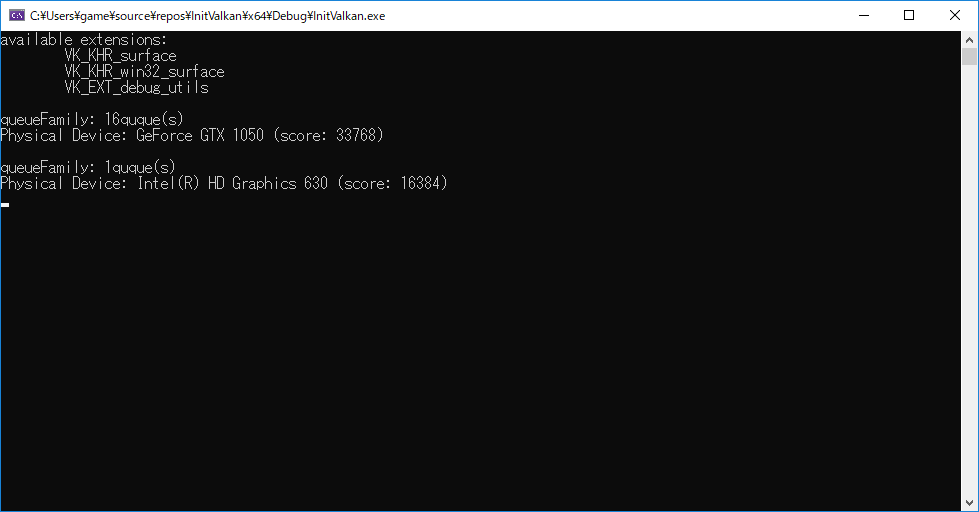 C:¥Users¥game¥source¥repos¥InitValkan¥x64¥Debug¥InitValkan.exe
available extensions:
VK_KHR_surface
VK_KHR_win32_surface
VK_EXT_debug_utils
queueFamily: 16quque(s)
Physical Device: GeForce GTX 1050 (score: 33768)
queueFamily: 1quque(s)
Physical Device: Intel(R) HD Graphics 630 (score: 16384)